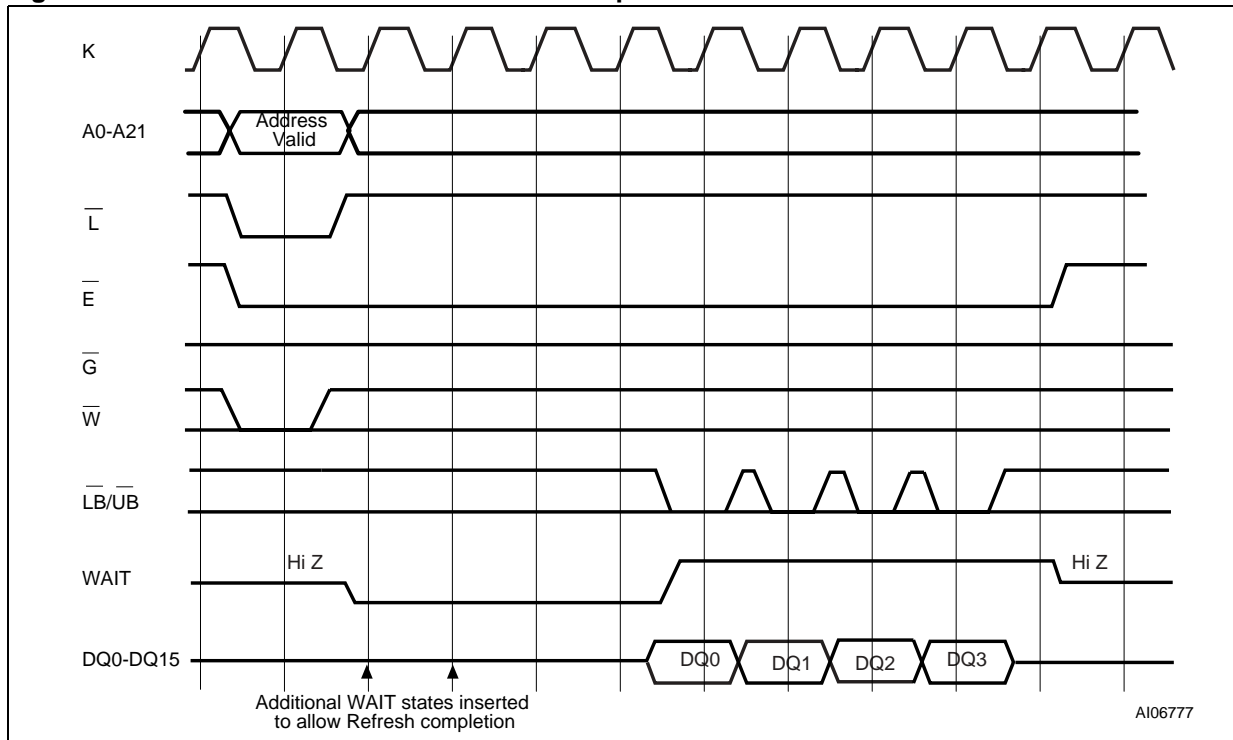 K
A0-A21
Address
Valid
L
E
G
W
LB/UB
WAIT
Hi Z
Hi Z
DQ0-DQ15
DQ0
DQ1
DQ2
DQ3
Additional WAIT states inserted
to allow Refresh completion
AI06777